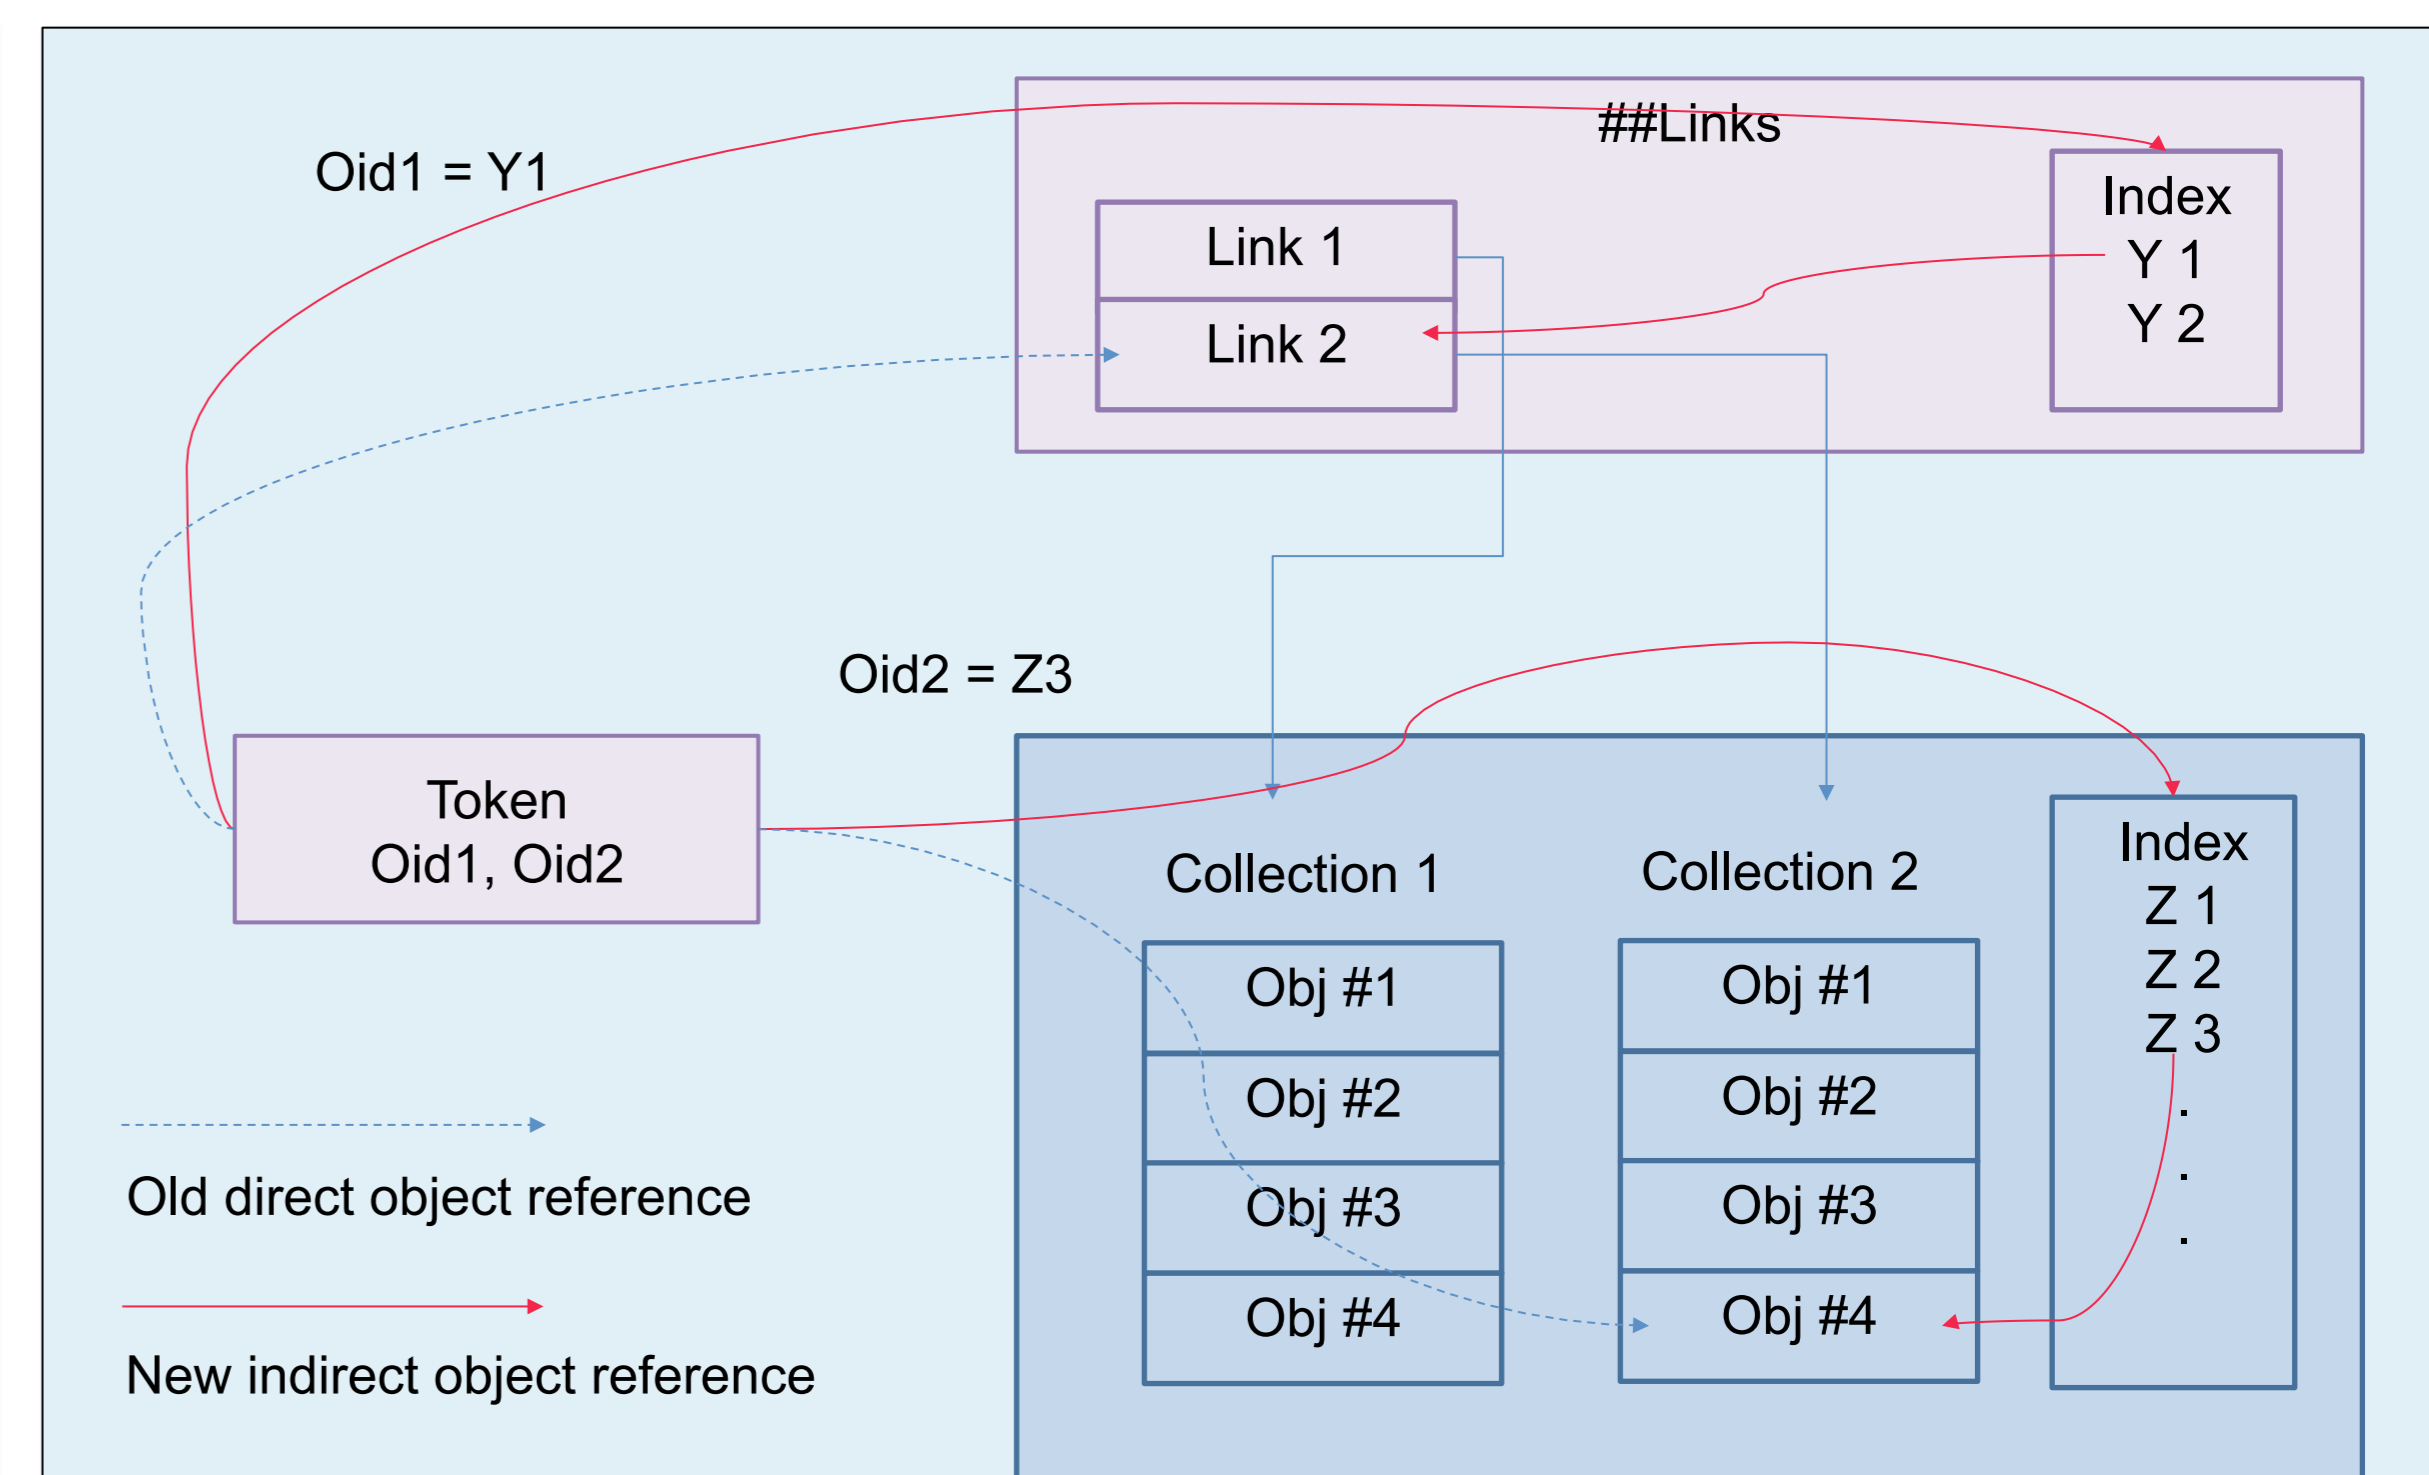 ##Links
Oid1 = Y1
Link 1
Link 2
Index
Y 1
Y 2
Oid2 = Z3
Token
Oid1, Oid2
Collection 1
Obj #1
Obj #2
Obj #3
Obj #4
Collection 2
Obj #1
Obj #2
Obj #3
Obj #4
Index
Z 1
Z 2
Z 3
.
.
.
Old direct object reference
New indirect object reference